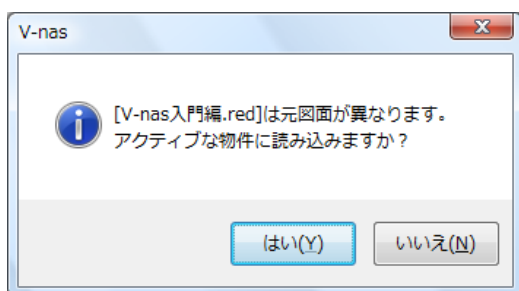 V-nas
[V-nas入門編.red]は元図面が異なります。
アクティブな物件に読み込みますか？
はい(Y)
いいえ(N)